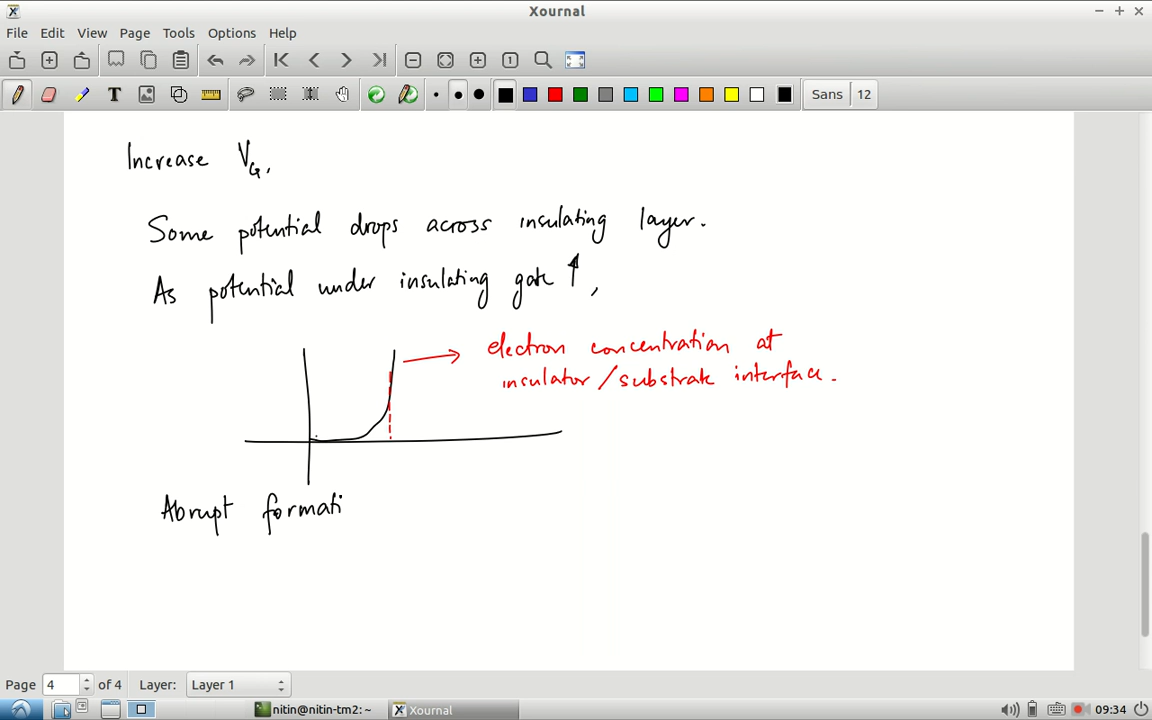 Xournal
File Edit View Page Tools Options Help
Sans 12
Increase V_G,
Some potential drops across insulating layer.
As potential under insulating gate ↑,
electron concentration at
insulator/substrate interface.
Abrupt formati
Page 4 of 4 Layer: Layer 1
nitin@nitin-tm2: ~ Xournal 09:34